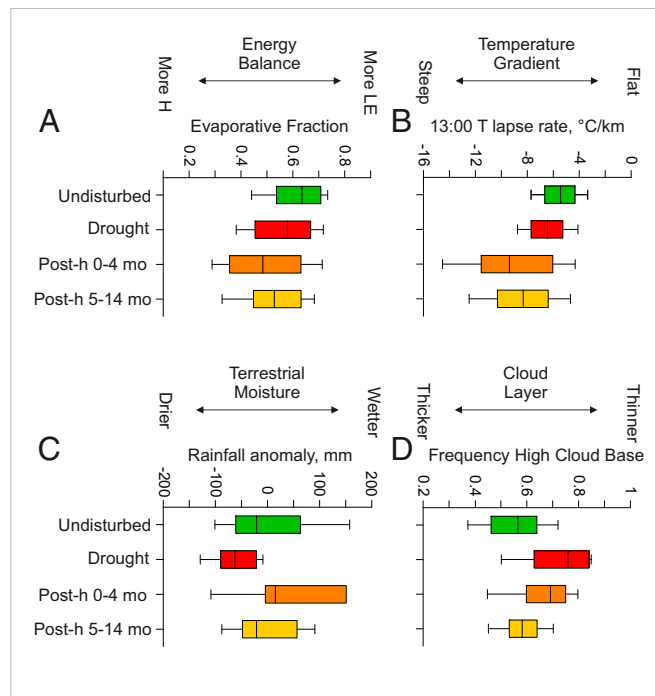 Energy
Balance
More H
More LE
A
Evaporative Fraction
0.2
0.4
0.6
0.8
Undisturbed
Drought
Post-h 0-4 mo
Post-h 5-14 mo
Temperature
Gradient
Steep
Flat
B
13:00 T lapse rate, °C/km
-16
-12
-8
-4
0
Terrestrial
Moisture
Drier
Wetter
C
Rainfall anomaly, mm
-200
-100
0
100
200
Undisturbed
Drought
Post-h 0-4 mo
Post-h 5-14 mo
Cloud
Layer
Thicker
Thinner
D
Frequency High Cloud Base
0.2
0.4
0.6
0.8
1